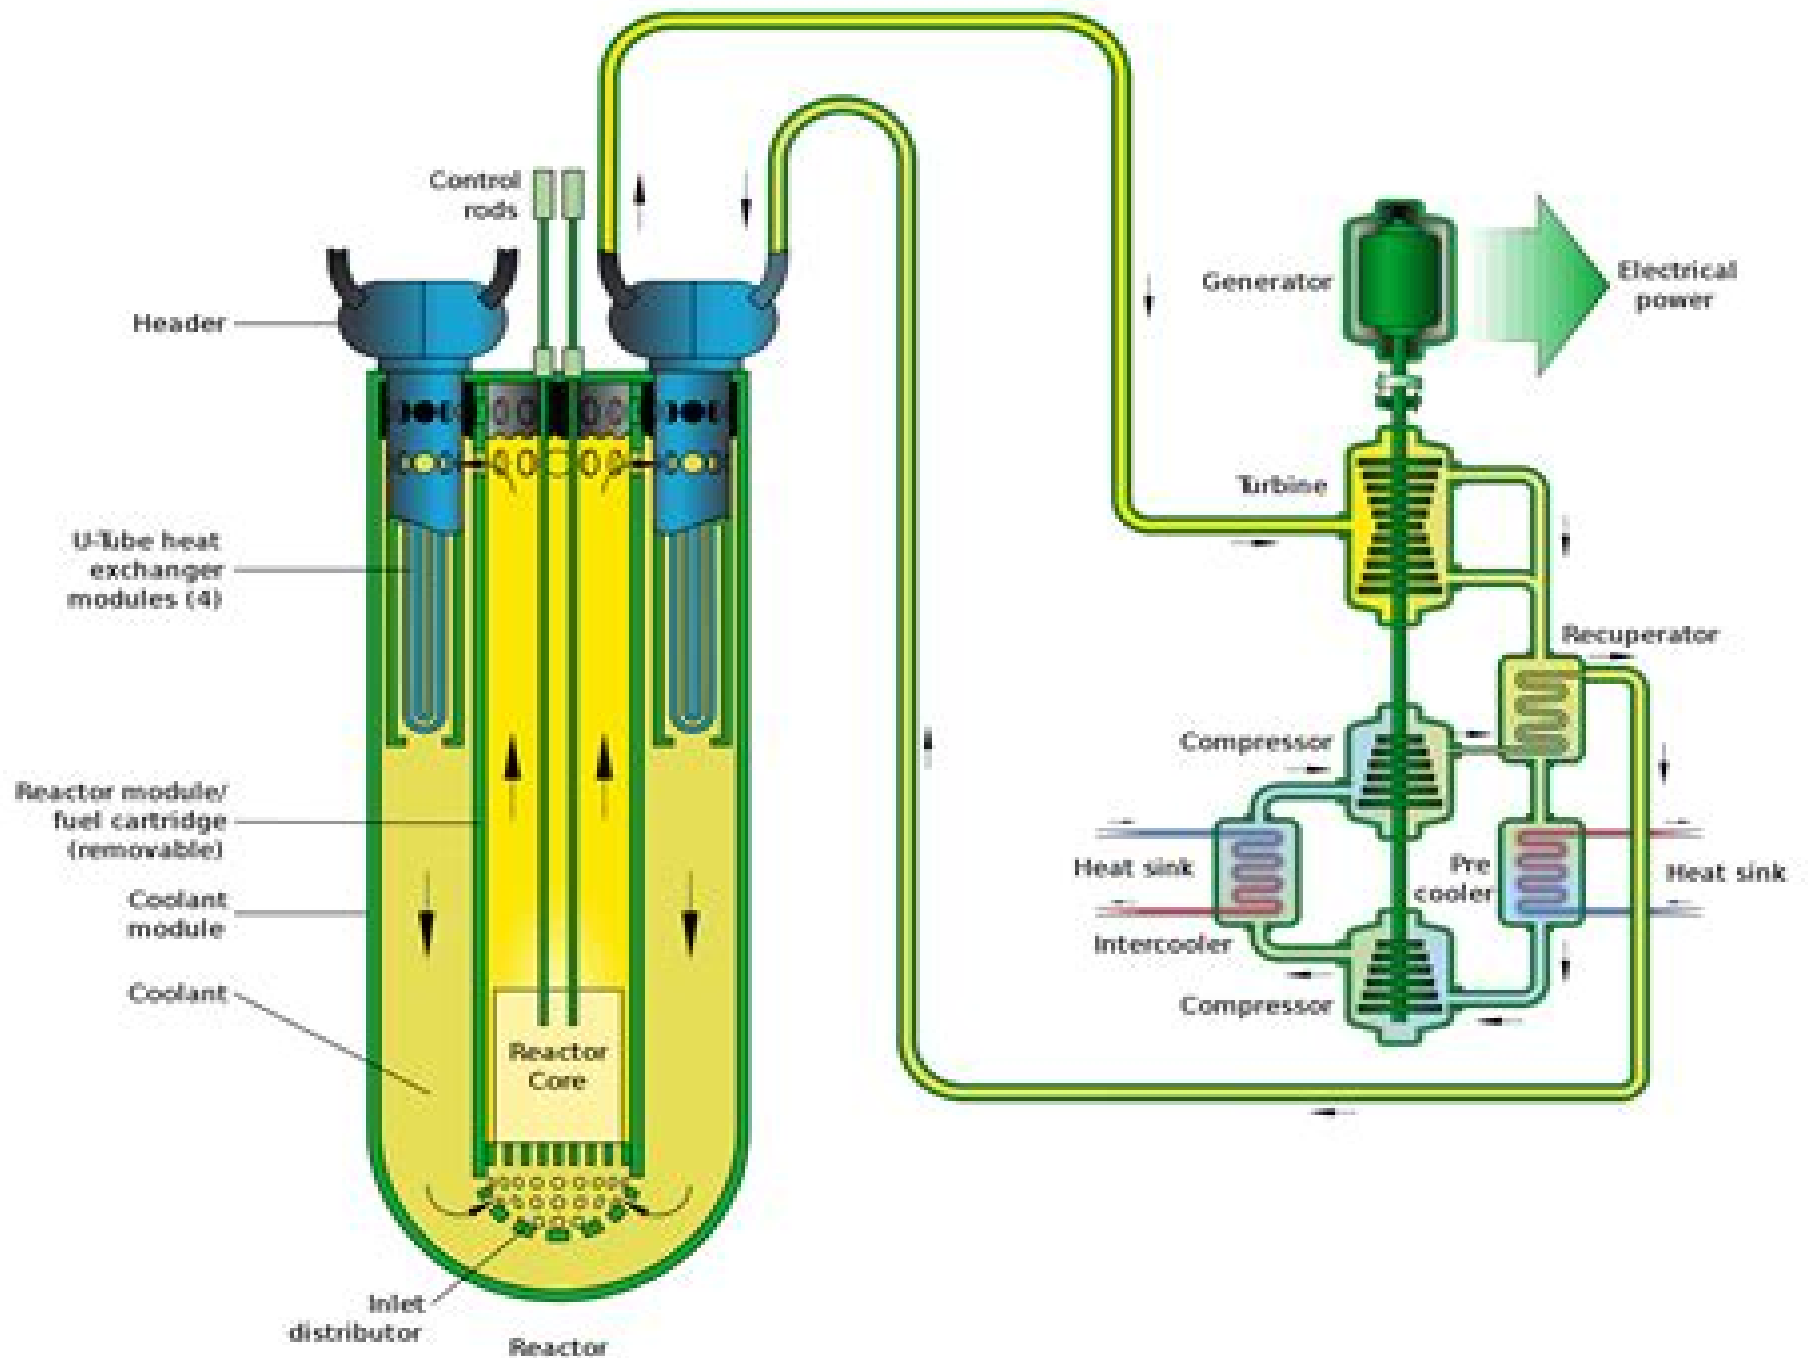 Control
rods
Header
U-Tube heat
exchanger
modules (4)
Reactor module/
fuel cartridge
(removable)
Coolant
module
Coolant
Reactor
Core
Inlet
distributor
Reactor
Generator
Electrical
power
Turbine
Recuperator
Compressor
Heat sink
Pre
cooler
Heat sink
Intercooler
Compressor